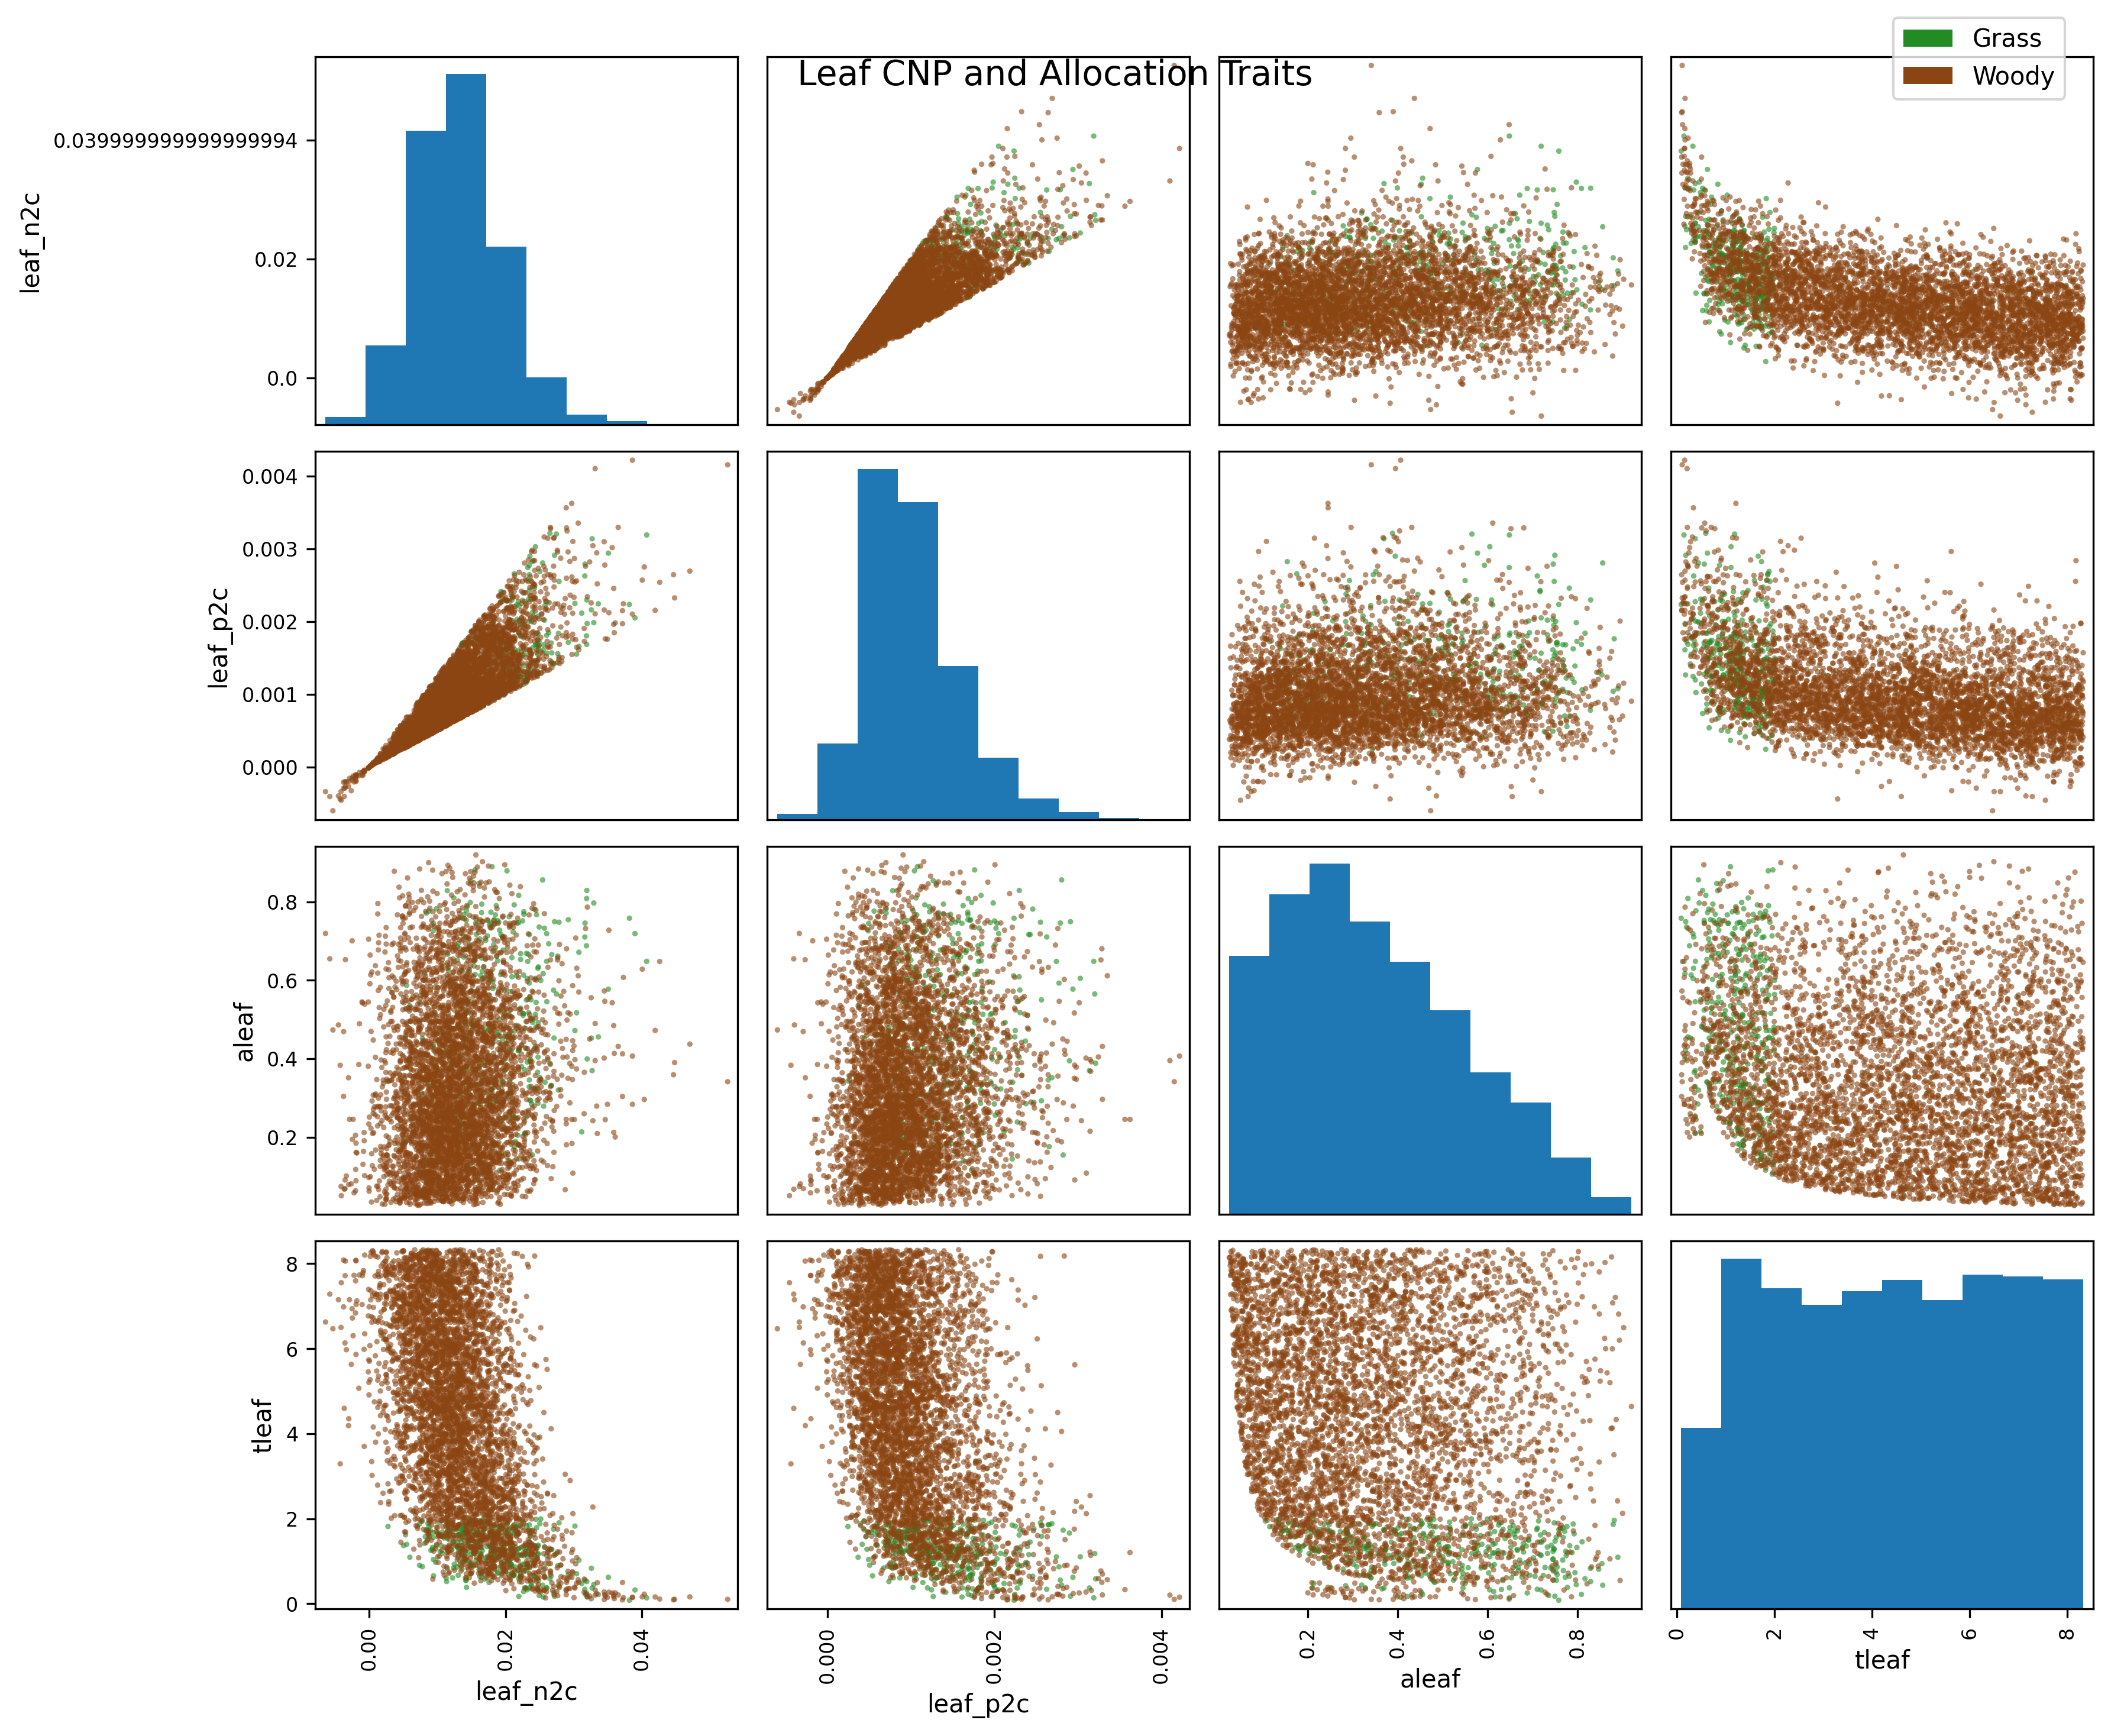 Leaf CNP and Allocation Traits
Grass
Woody
leaf_n2c
0.039999999999999994
0.02
0.0
leaf_p2c
0.004
0.003
0.002
0.001
0.000
aleaf
0.8
0.6
0.4
0.2
tleaf
8
6
4
2
0
0.00 0.02 0.04
0.000 0.002 0.004
0.2 0.4 0.6 0.8
0 2 4 6 8
leaf_n2c
leaf_p2c
aleaf
tleaf